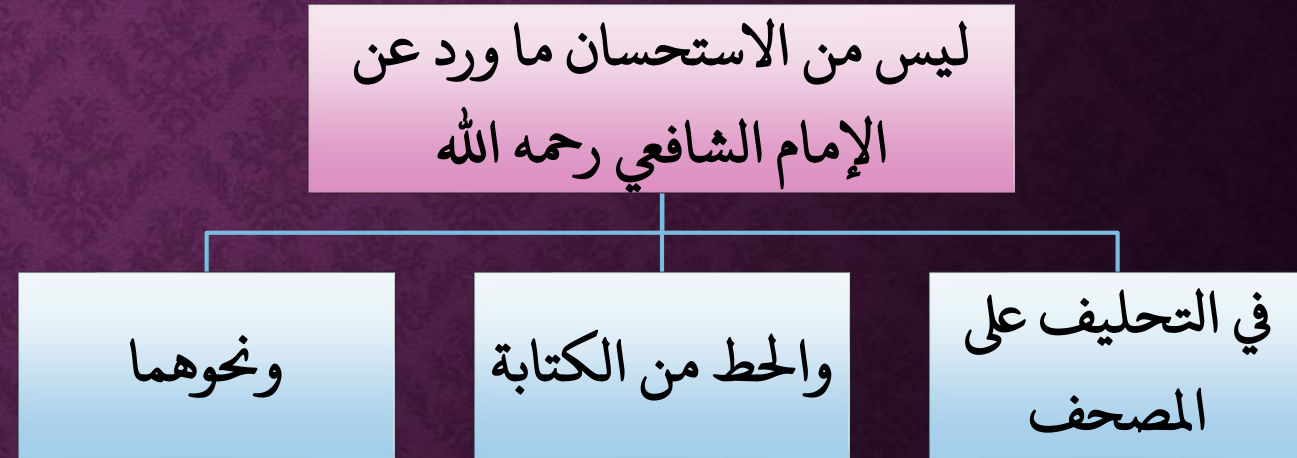 ليس من الاستحسان ما ورد عن
الإمام الشافعي رحمه الله
في التحليف على
المصحف
والحط من الكتابة
ونحوهما